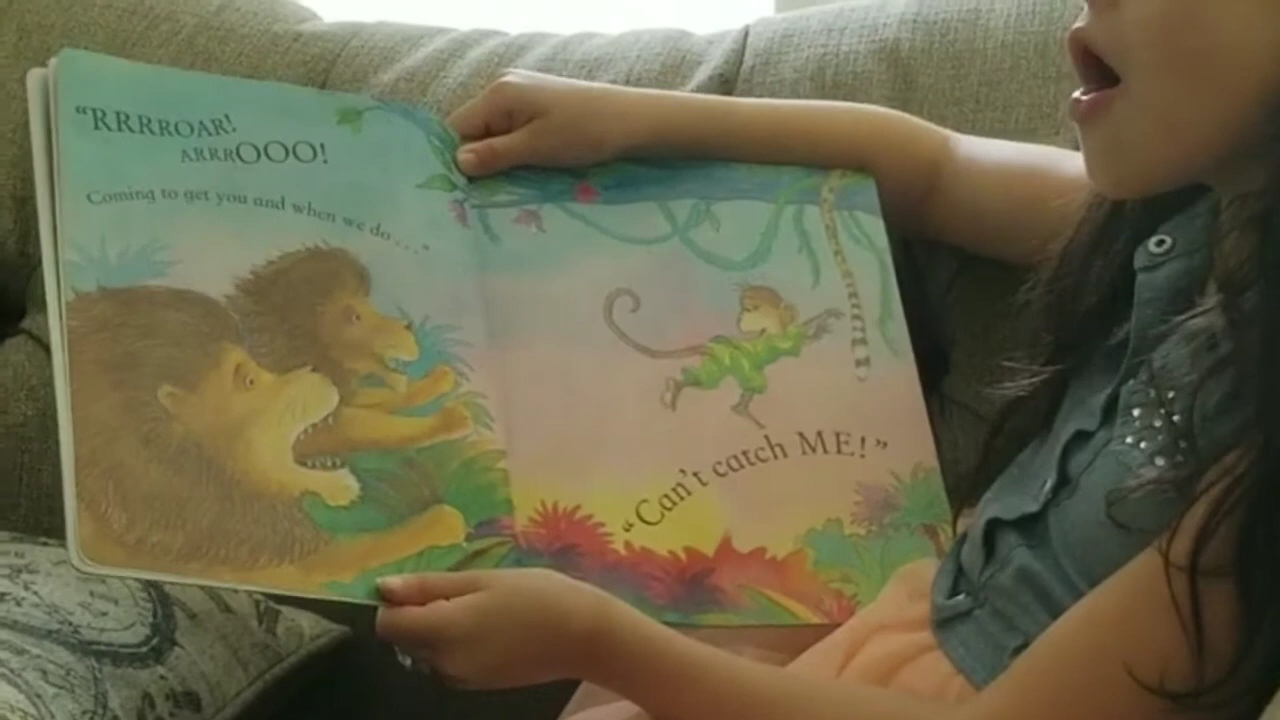 "RRRROAR!
ARRROOO!
Coming to get you and when we do . . ."
"Can't catch ME!"